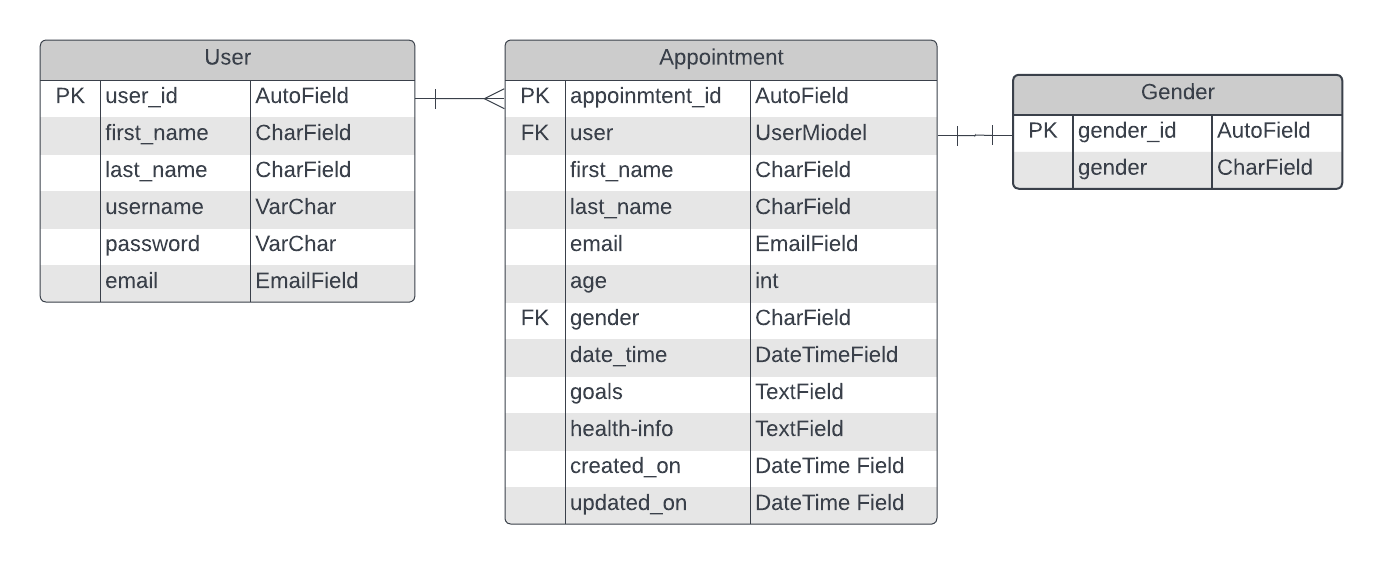 User
PK user_id AutoField
first_name CharField
last_name CharField
username VarChar
password VarChar
email EmailField
Appointment
PK appoinmtent_id AutoField
FK user UserMiodel
first_name CharField
last_name CharField
email EmailField
age int
FK gender CharField
date_time DateTimeField
goals TextField
health-info TextField
created_on DateTime Field
updated_on DateTime Field
Gender
PK gender_id AutoField
gender CharField